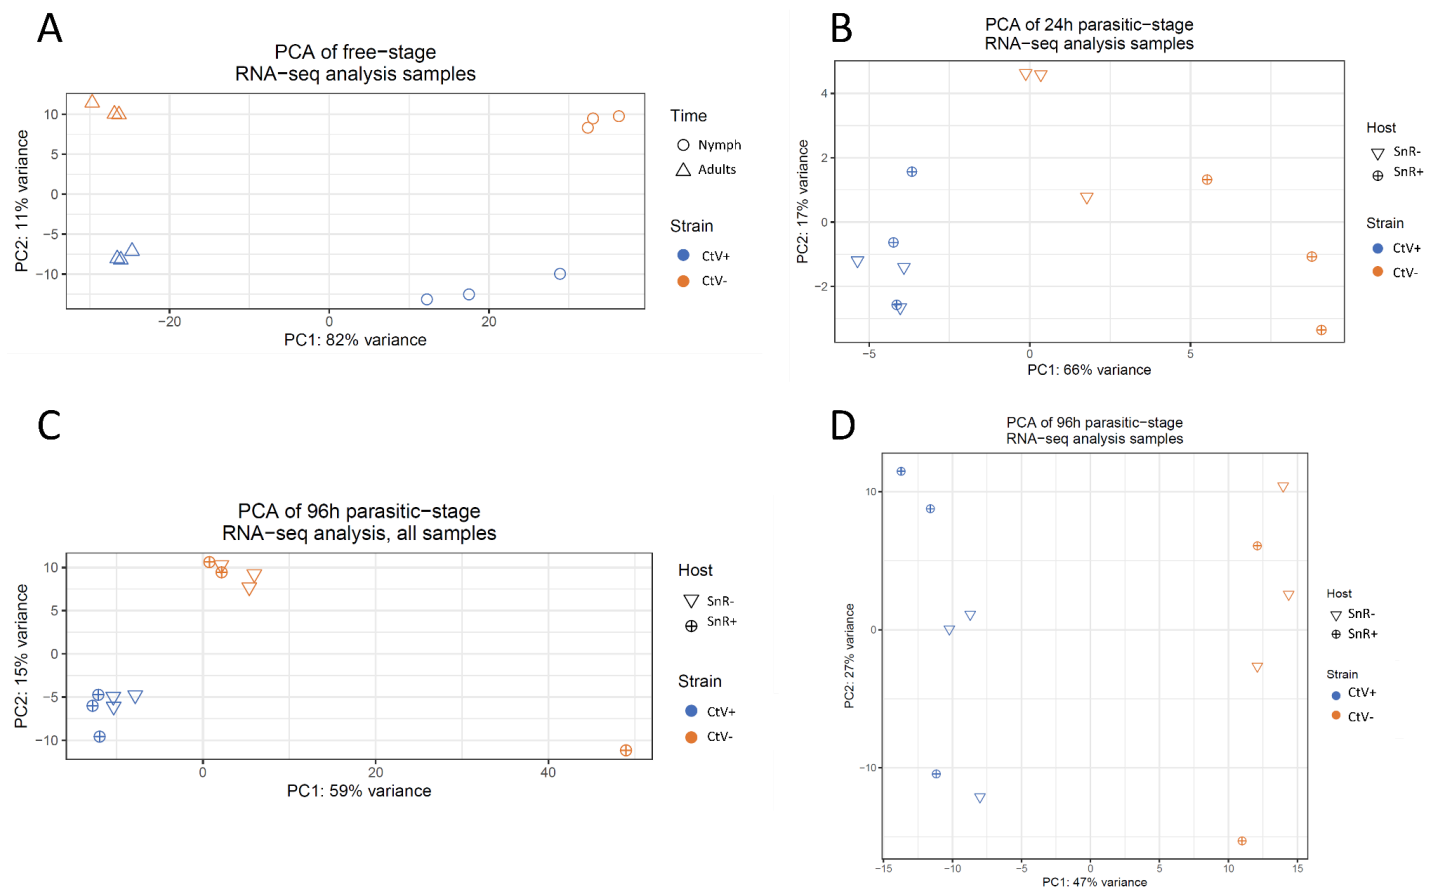 A
PCA of free−stage
RNA−seq analysis samples
10
5
0
−5
−10
PC2: 11% variance
−20
0
20
PC1: 82% variance
Time
Nymph
Adults
Strain
CtV+
CtV-
B
PCA of 24h parasitic−stage
RNA−seq analysis samples
4
2
0
−2
PC2: 17% variance
−5
0
5
PC1: 66% variance
Host
SnR-
SnR+
Strain
CtV+
CtV-
C
PCA of 96h parasitic−stage
RNA−seq analysis, all samples
10
5
0
−5
−10
PC2: 15% variance
0
20
40
PC1: 59% variance
Host
SnR-
SnR+
Strain
CtV+
CtV-
D
PCA of 96h parasitic−stage
RNA−seq analysis samples
10
0
−10
PC2: 27% variance
−15
−10
−5
0
5
10
15
PC1: 47% variance
Host
SnR-
SnR+
Strain
CtV+
CtV-